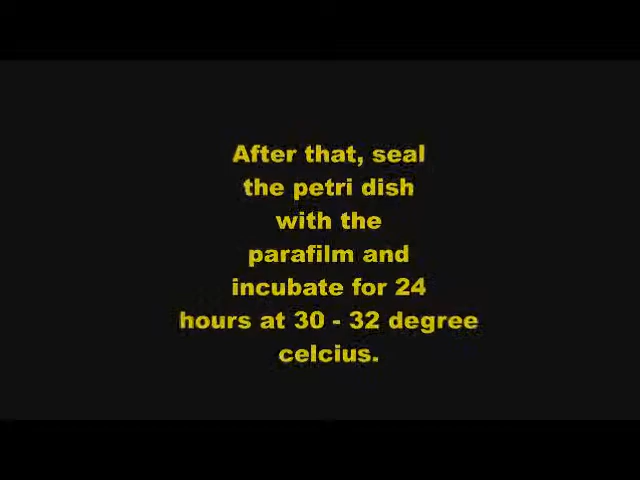 After that, seal
the petri dish
with the
parafilm and
incubate for 24
hours at 30 - 32 degree
celcius.